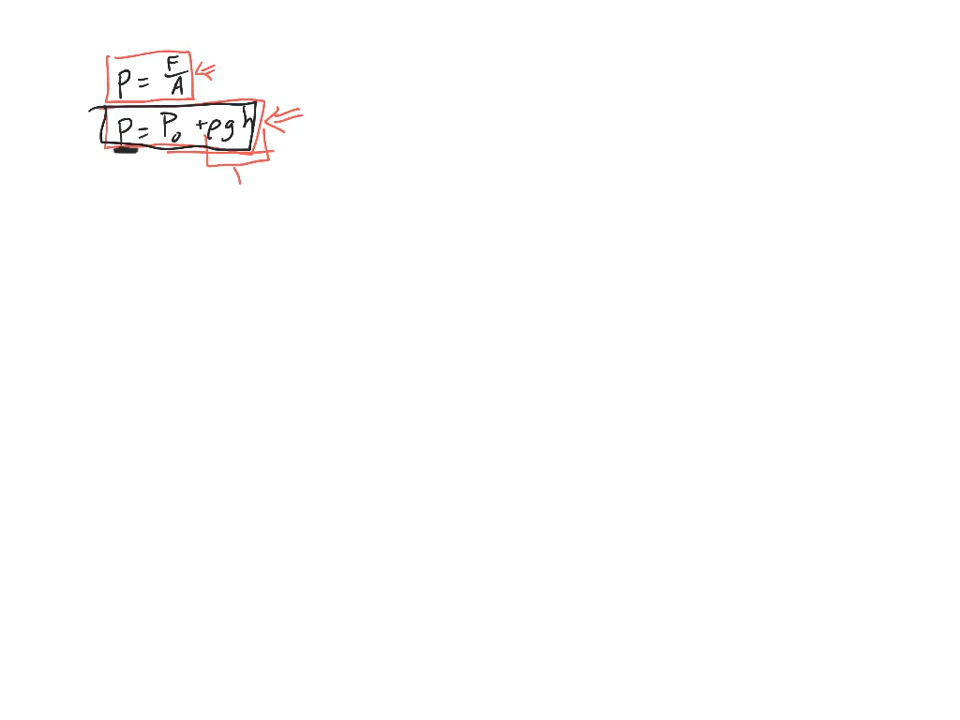 P = F/A
P = P₀ + ρgh